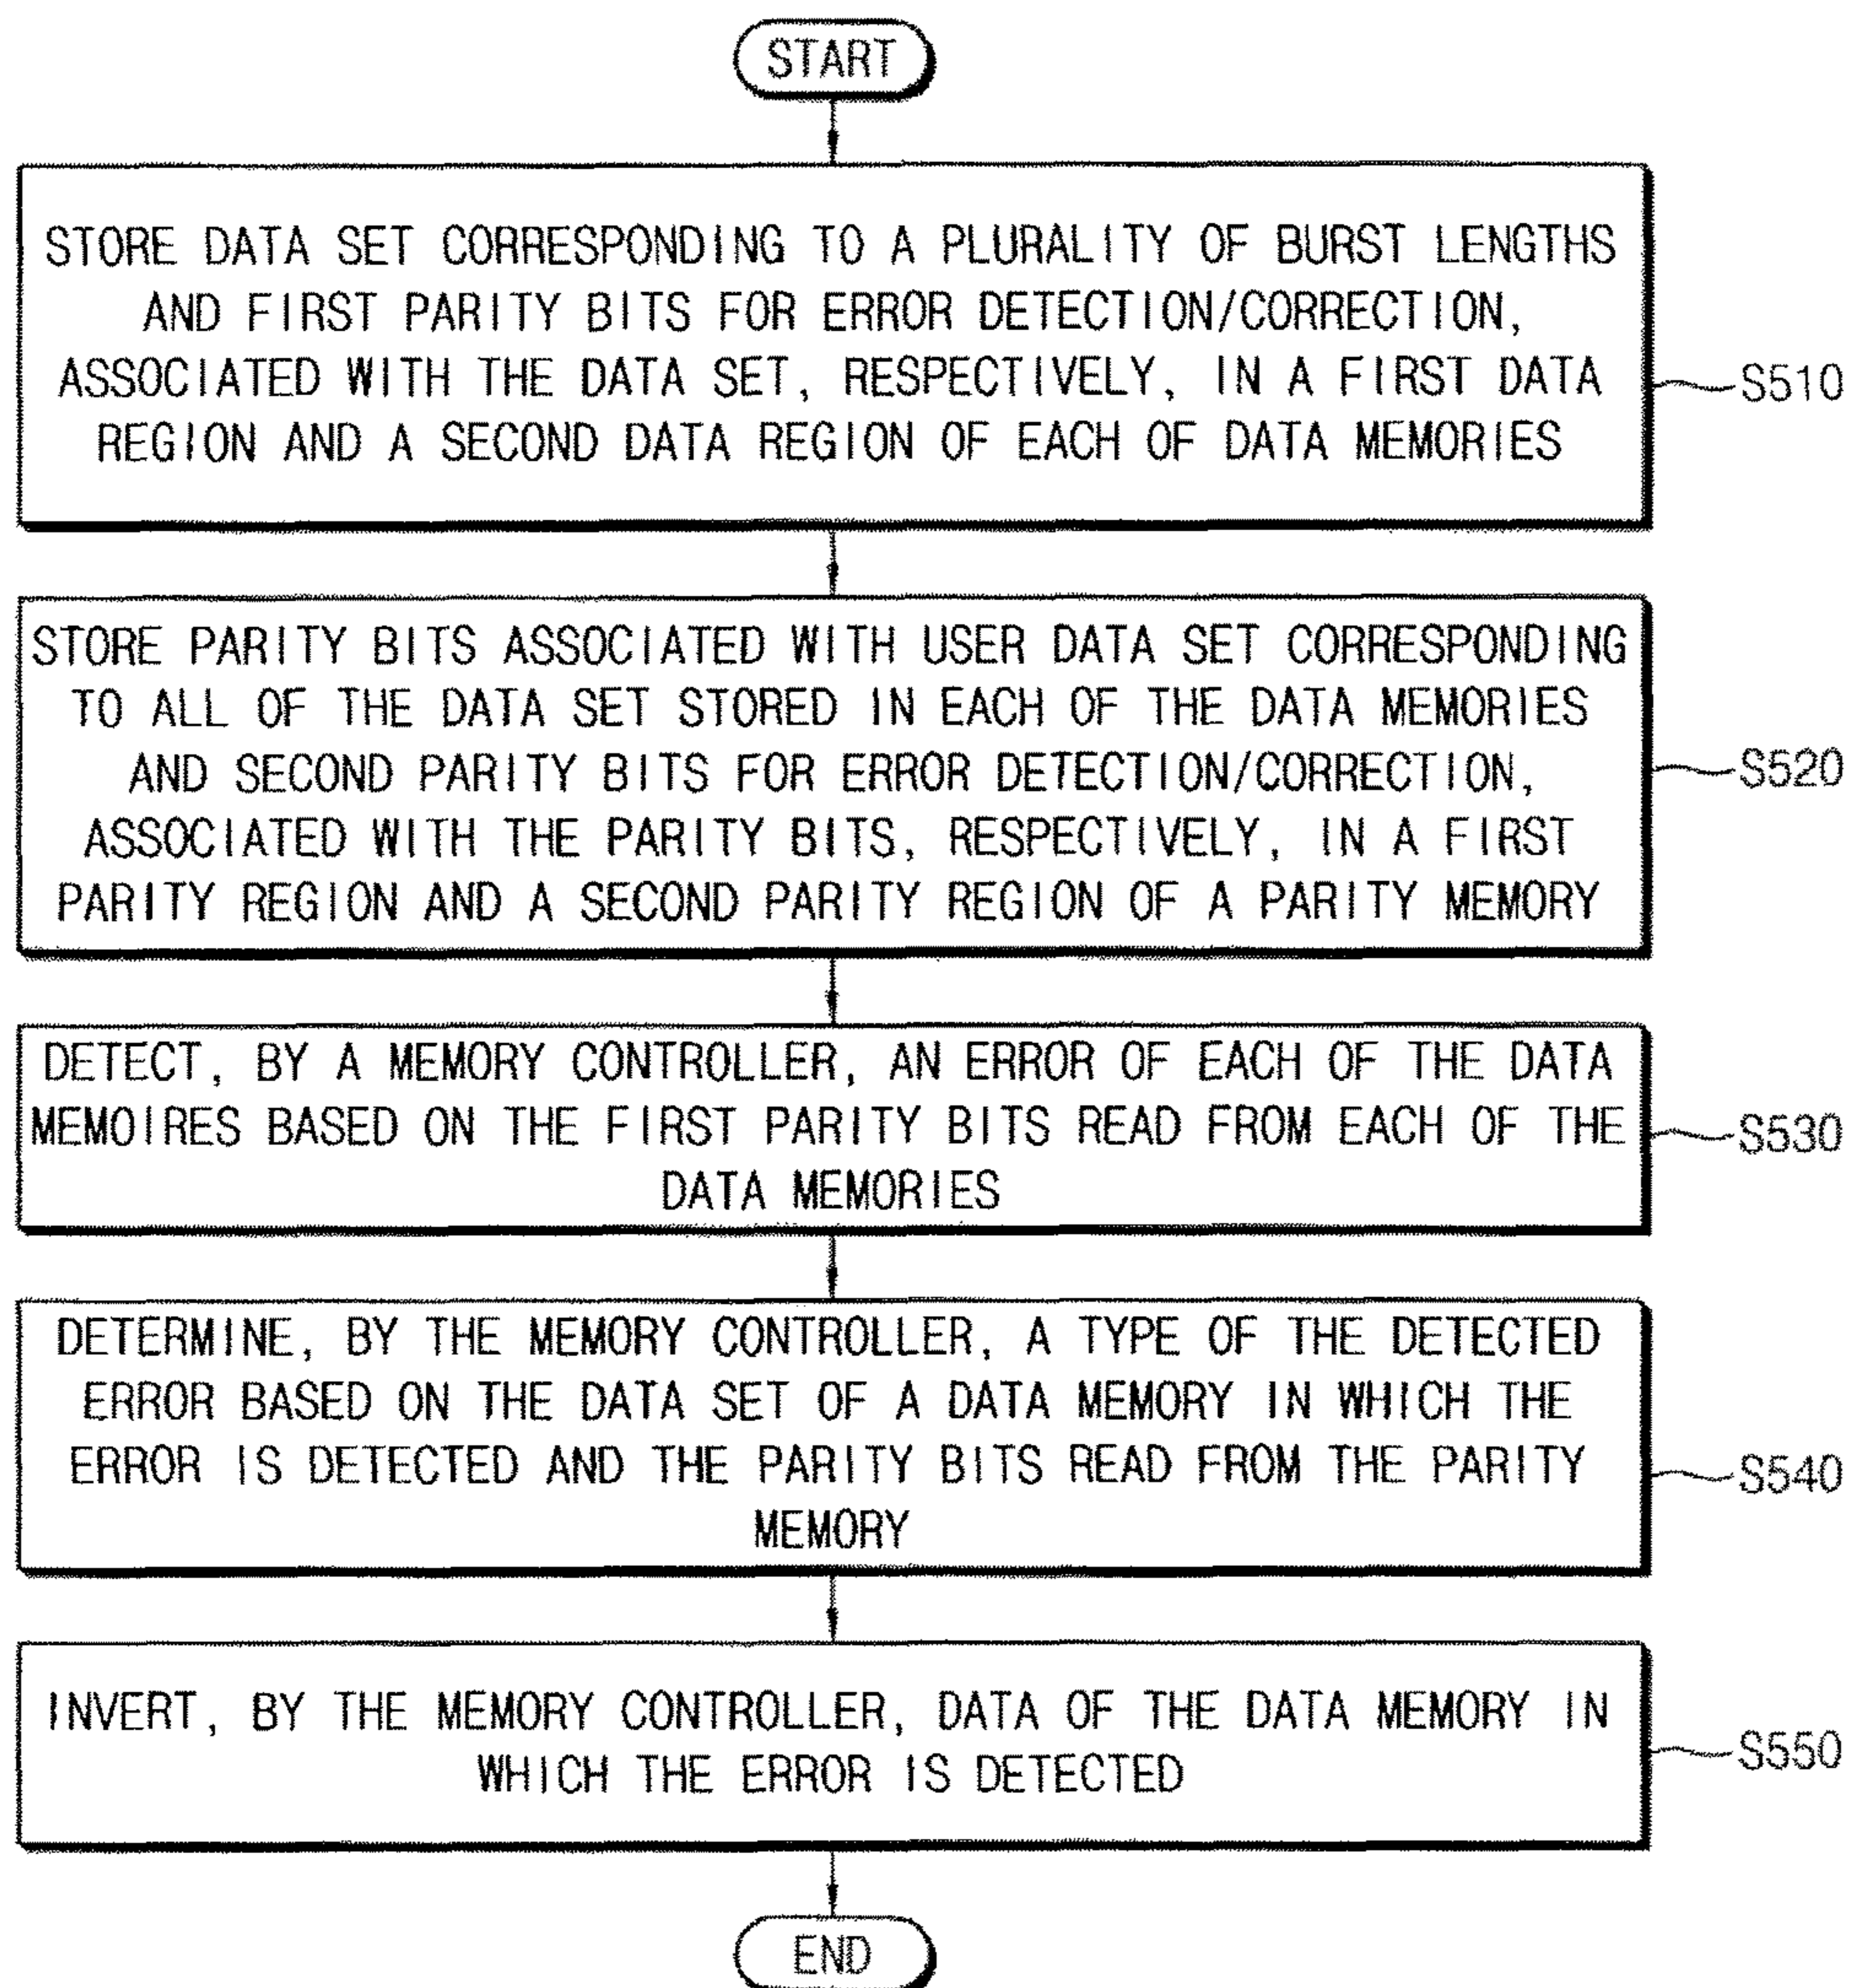 START
STORE DATA SET CORRESPONDING TO A PLURALITY OF BURST LENGTHS
AND FIRST PARITY BITS FOR ERROR DETECTION/CORRECTION,
ASSOCIATED WITH THE DATA SET, RESPECTIVELY, IN A FIRST DATA
REGION AND A SECOND DATA REGION OF EACH OF DATA MEMORIES
S510
STORE PARITY BITS ASSOCIATED WITH USER DATA SET CORRESPONDING
TO ALL OF THE DATA SET STORED IN EACH OF THE DATA MEMORIES
AND SECOND PARITY BITS FOR ERROR DETECTION/CORRECTION,
ASSOCIATED WITH THE PARITY BITS, RESPECTIVELY, IN A FIRST
PARITY REGION AND A SECOND PARITY REGION OF A PARITY MEMORY
S520
DETECT, BY A MEMORY CONTROLLER, AN ERROR OF EACH OF THE DATA
MEMOIRES BASED ON THE FIRST PARITY BITS READ FROM EACH OF THE
DATA MEMORIES
S530
DETERMINE, BY THE MEMORY CONTROLLER, A TYPE OF THE DETECTED
ERROR BASED ON THE DATA SET OF A DATA MEMORY IN WHICH THE
ERROR IS DETECTED AND THE PARITY BITS READ FROM THE PARITY
MEMORY
S540
INVERT, BY THE MEMORY CONTROLLER, DATA OF THE DATA MEMORY IN
WHICH THE ERROR IS DETECTED
S550
END